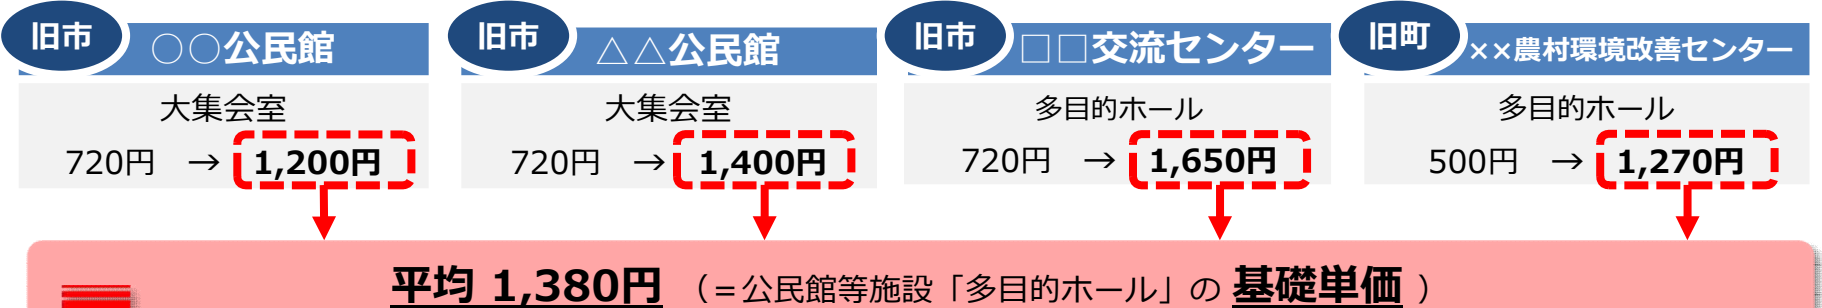 旧市 ○○公民館
大集会室
720円 → 1,200円
旧市 △△公民館
大集会室
720円 → 1,400円
旧市 □□交流センター
多目的ホール
720円 → 1,650円
旧町 ××農村環境改善センター
多目的ホール
500円 → 1,270円
平均 1,380円 (=公民館等施設「多目的ホール」の 基礎単価 )